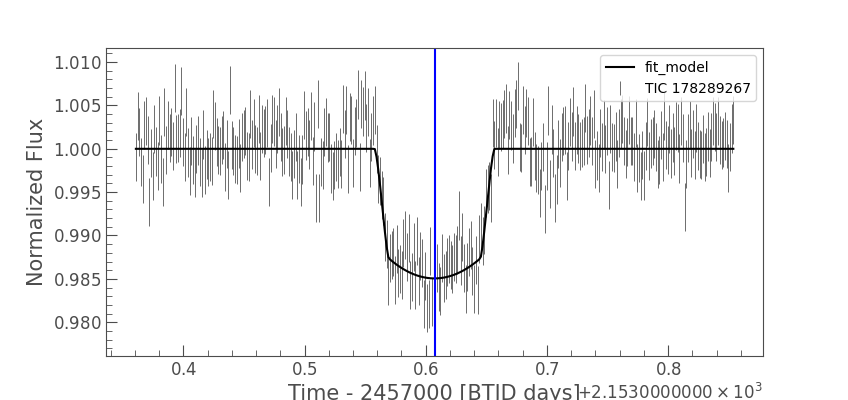 1.010
1.005
1.000
0.995
0.990
0.985
0.980
Normalized Flux
fit_model
TIC 178289267
0.4 0.5 0.6 0.7 0.8
Time - 2457000 [BTJD days]
+2.1530000000 × 10³